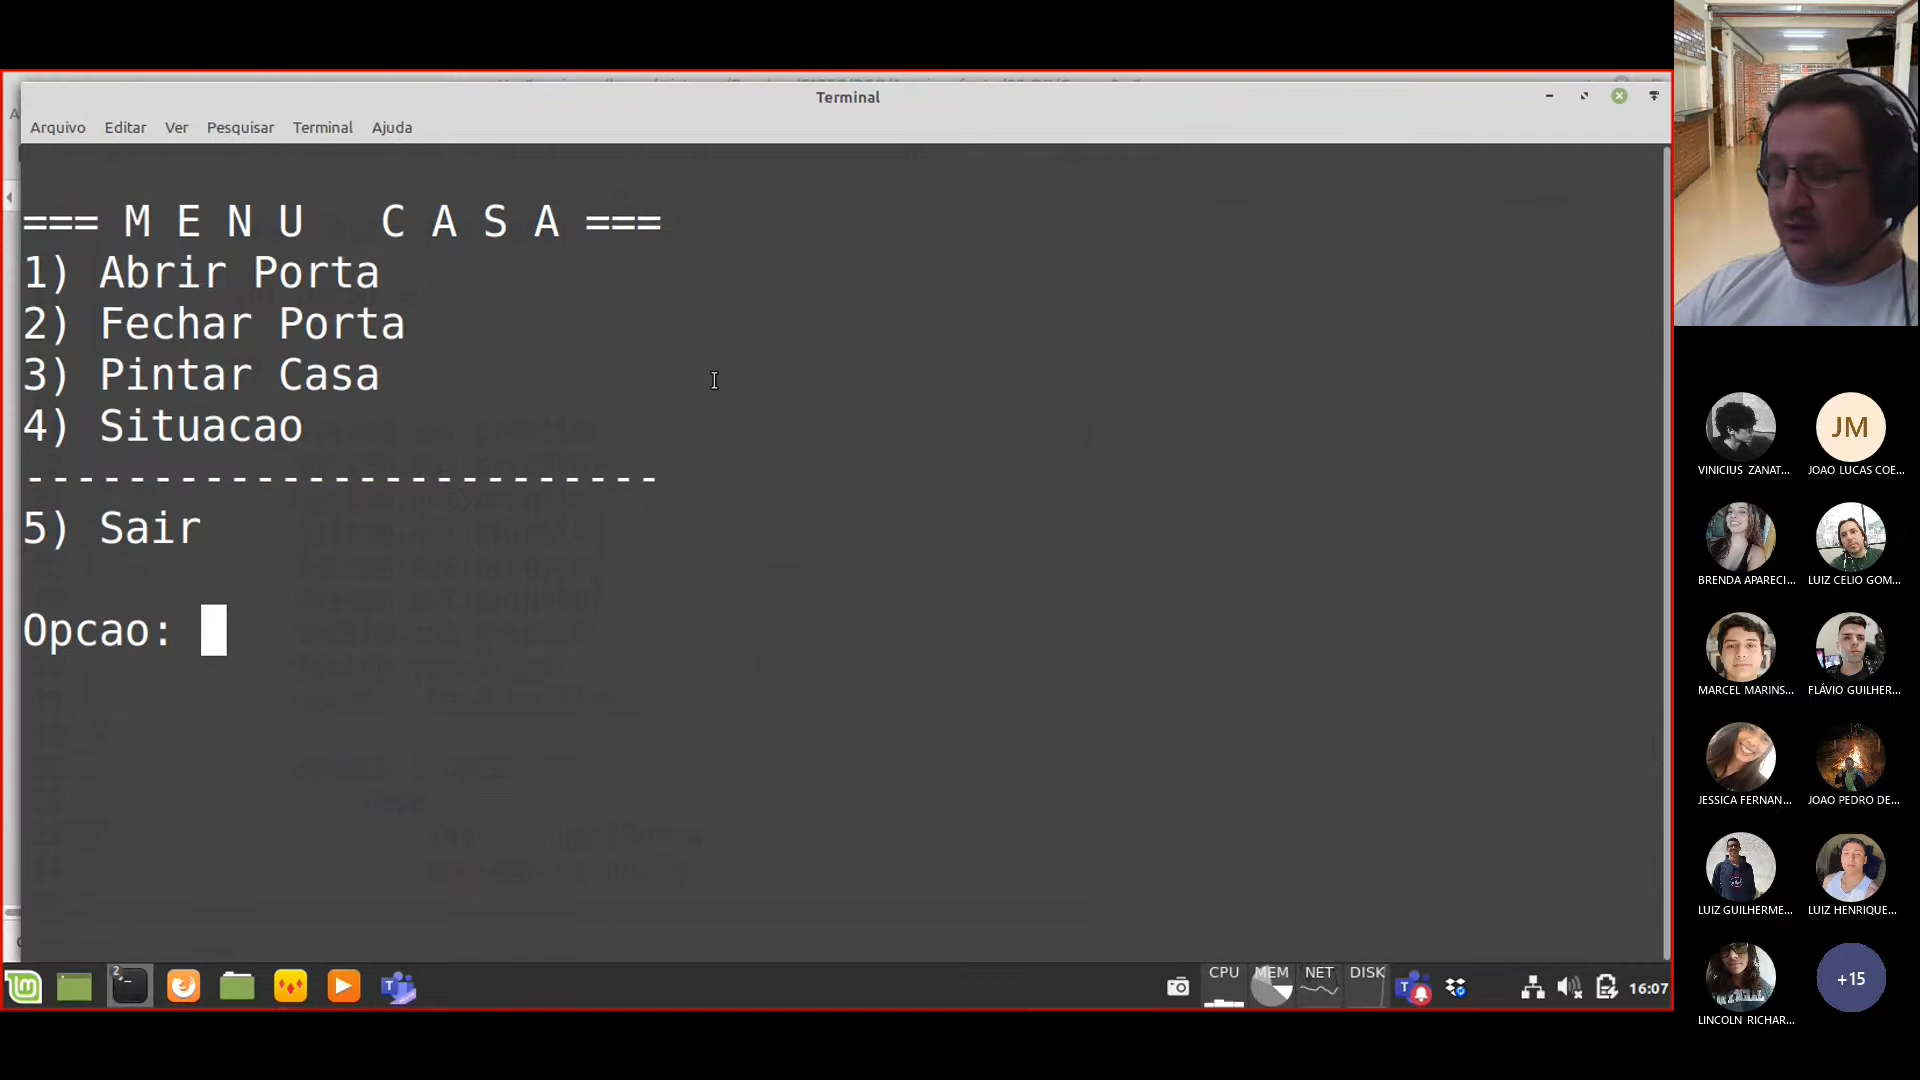 Terminal
Arquivo Editar Ver Pesquisar Terminal Ajuda
=== M E N U   C A S A ===
1) Abrir Porta
2) Fechar Porta
3) Pintar Casa
4) Situacao
-------------------------
5) Sair
Opcao:
2
CPU MEM NET DISK
16:07
JM
VINICIUS ZANAT...
JOAO LUCAS COE...
BRENDA APARECI...
LUIZ CELIO GOM...
MARCEL MARINS...
FLÁVIO GUILHER...
JESSICA FERNAN...
JOAO PEDRO DE...
LUIZ GUILHERME...
LUIZ HENRIQUE...
+15
LINCOLN RICHAR...